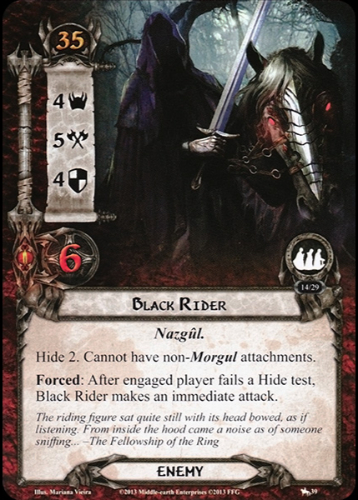 35
4
5
4
6
14/29
BLACK RIDER
Nazgûl.
Hide 2. Cannot have non-Morgul attachments.
Forced: After engaged player fails a Hide test,
Black Rider makes an immediate attack.
The riding figure sat quite still with its head bowed, as if
listening. From inside the hood came a noise as of someone
sniffing... –The Fellowship of the Ring
ENEMY
Illus. Mariana Vieira ©2013 Middle-earth Enterprises ©2013 FFG 30